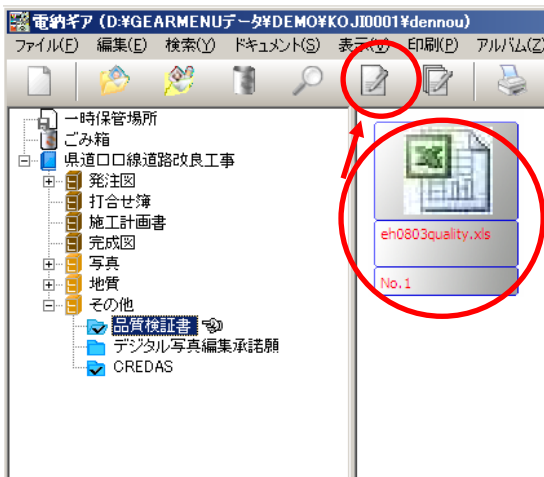 電納ギア (D:¥GEARMENUデータ¥DEMO¥KOJI0001¥dennou)
ファイル(F) 編集(E) 検索(Y) ドキュメント(S) 表示(V) 印刷(P) アルバム(Z)
一時保管場所
ごみ箱
県道口口線道路改良工事
発注図
打合せ簿
施工計画書
完成図
写真
地質
その他
品質検証書
デジタル写真編集承諾願
CREDAS
eh0803quality.xls
No.1